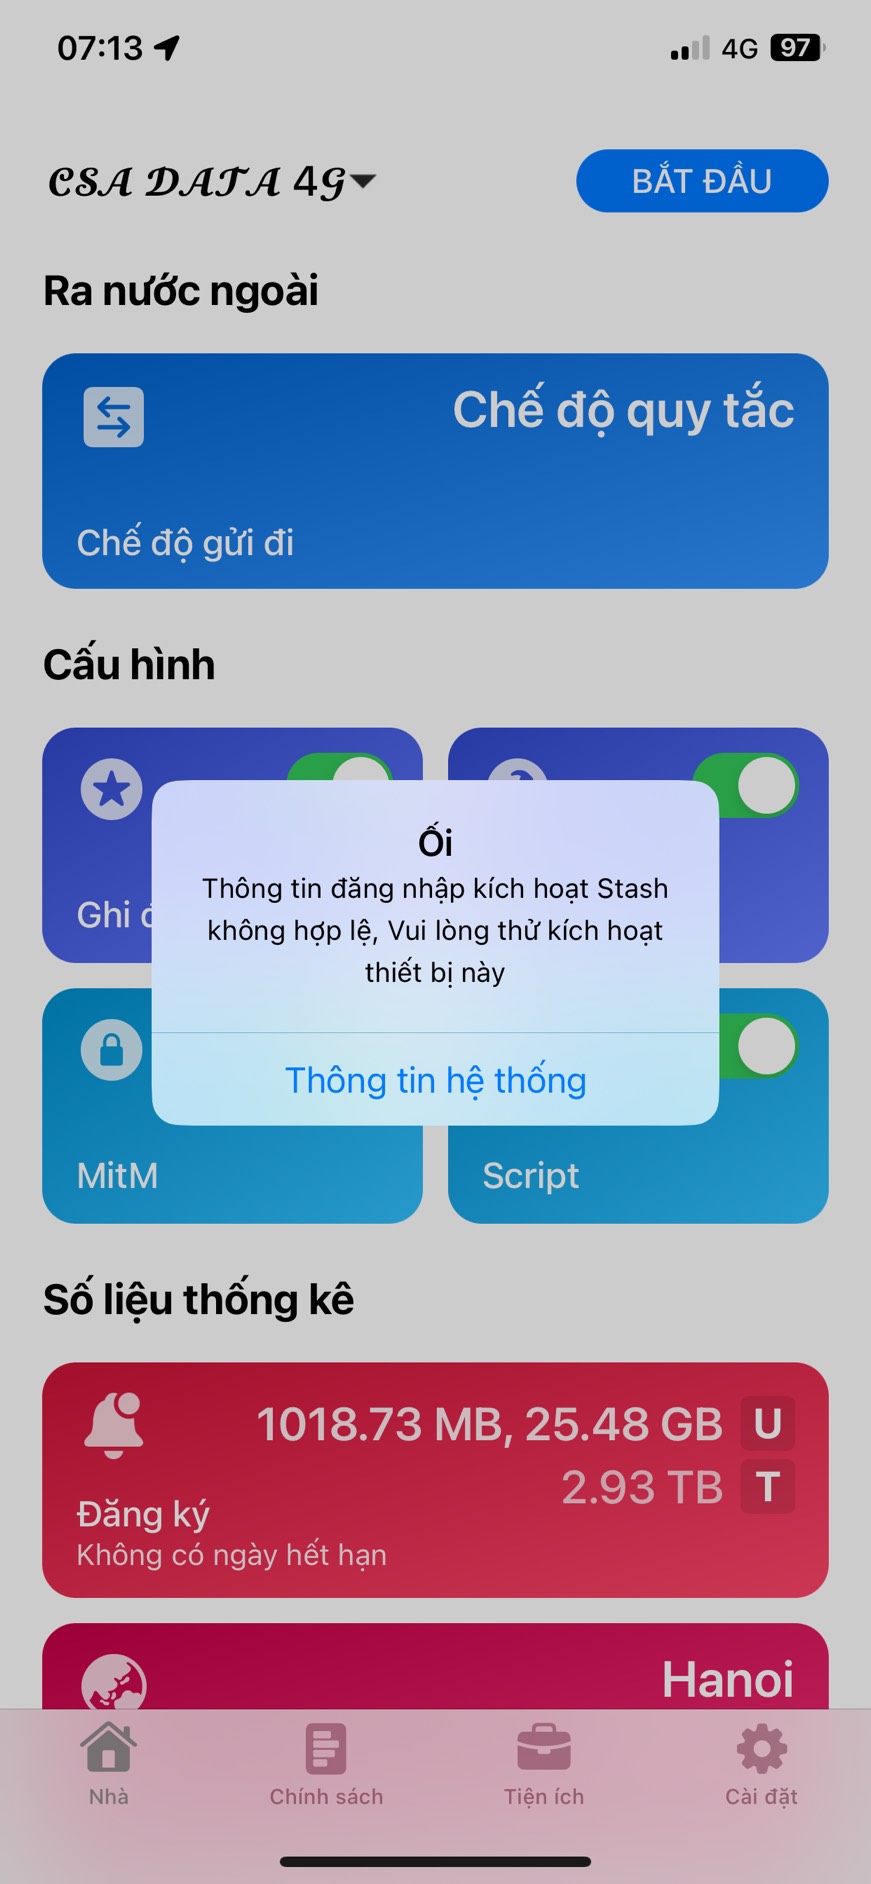 07:13
4G 97
𝓒𝓢𝓐 𝓓𝓐𝓣𝓐 4𝓖
BẮT ĐẦU
Ra nước ngoài
Chế độ quy tắc
Chế độ gửi đi
Cấu hình
Ghi
Ối
Thông tin đăng nhập kích hoạt Stash
không hợp lệ, Vui lòng thử kích hoạt
thiết bị này
Thông tin hệ thống
MitM
Script
Số liệu thống kê
1018.73 MB, 25.48 GB U
2.93 TB T
Đăng ký
Không có ngày hết hạn
Hanoi
Nhà
Chính sách
Tiện ích
Cài đặt